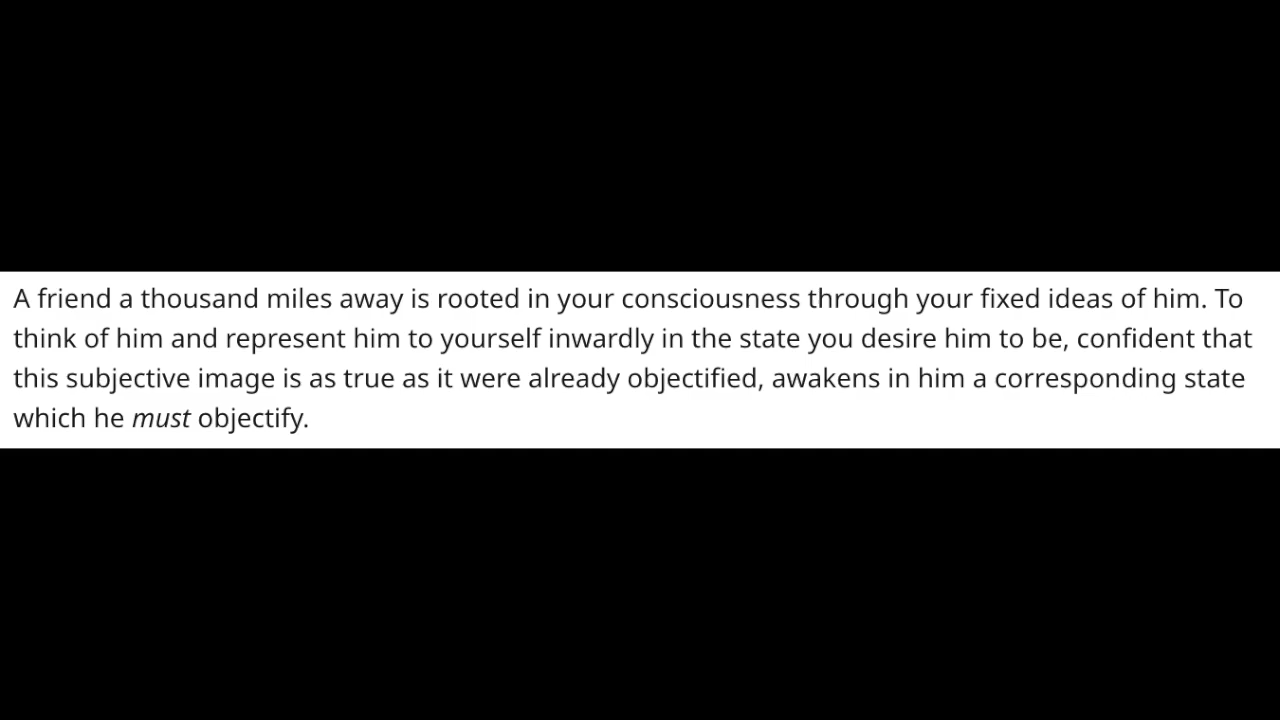 A friend a thousand miles away is rooted in your consciousness through your fixed ideas of him. To
think of him and represent him to yourself inwardly in the state you desire him to be, confident that
this subjective image is as true as it were already objectified, awakens in him a corresponding state
which he must objectify.